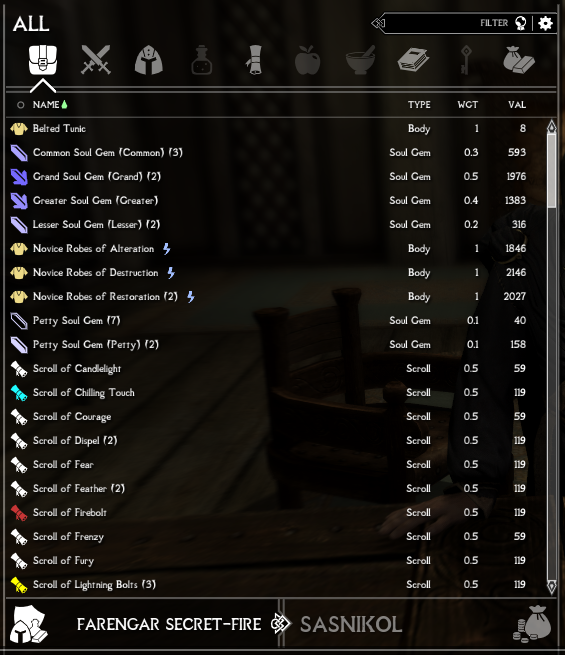 ALL
FILTER
NAME TYPE WGT VAL
Belted Tunic Body 1 8
Common Soul Gem (Common) (3) Soul Gem 0.3 593
Grand Soul Gem (Grand) (2) Soul Gem 0.5 1976
Greater Soul Gem (Greater) Soul Gem 0.4 1383
Lesser Soul Gem (Lesser) (2) Soul Gem 0.2 316
Novice Robes of Alteration Body 1 1846
Novice Robes of Destruction Body 1 2146
Novice Robes of Restoration (2) Body 1 2027
Petty Soul Gem (7) Soul Gem 0.1 40
Petty Soul Gem (Petty) (2) Soul Gem 0.1 158
Scroll of Candlelight Scroll 0.5 59
Scroll of Chilling Touch Scroll 0.5 119
Scroll of Courage Scroll 0.5 59
Scroll of Dispel (2) Scroll 0.5 119
Scroll of Fear Scroll 0.5 119
Scroll of Feather (2) Scroll 0.5 119
Scroll of Firebolt Scroll 0.5 119
Scroll of Frenzy Scroll 0.5 59
Scroll of Fury Scroll 0.5 119
Scroll of Lightning Bolts (3) Scroll 0.5 119
FARENGAR SECRET-FIRE SASNIKOL